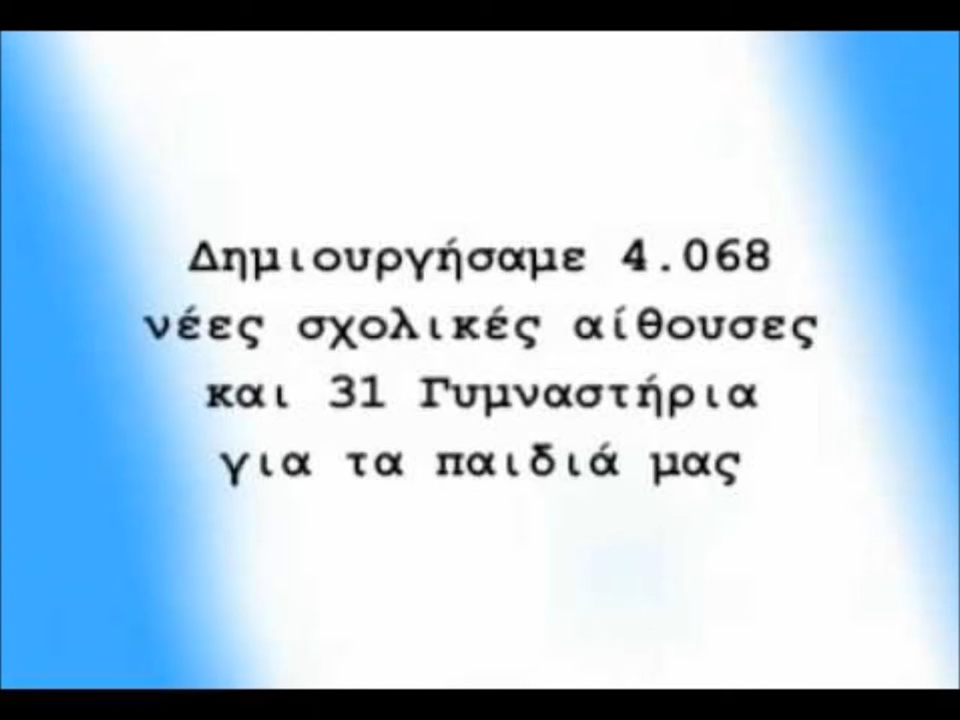 Δημιουργήσαμε 4.068
νέες σχολικές αίθουσες
και 31 Γυμναστήρια
για τα παιδιά μας